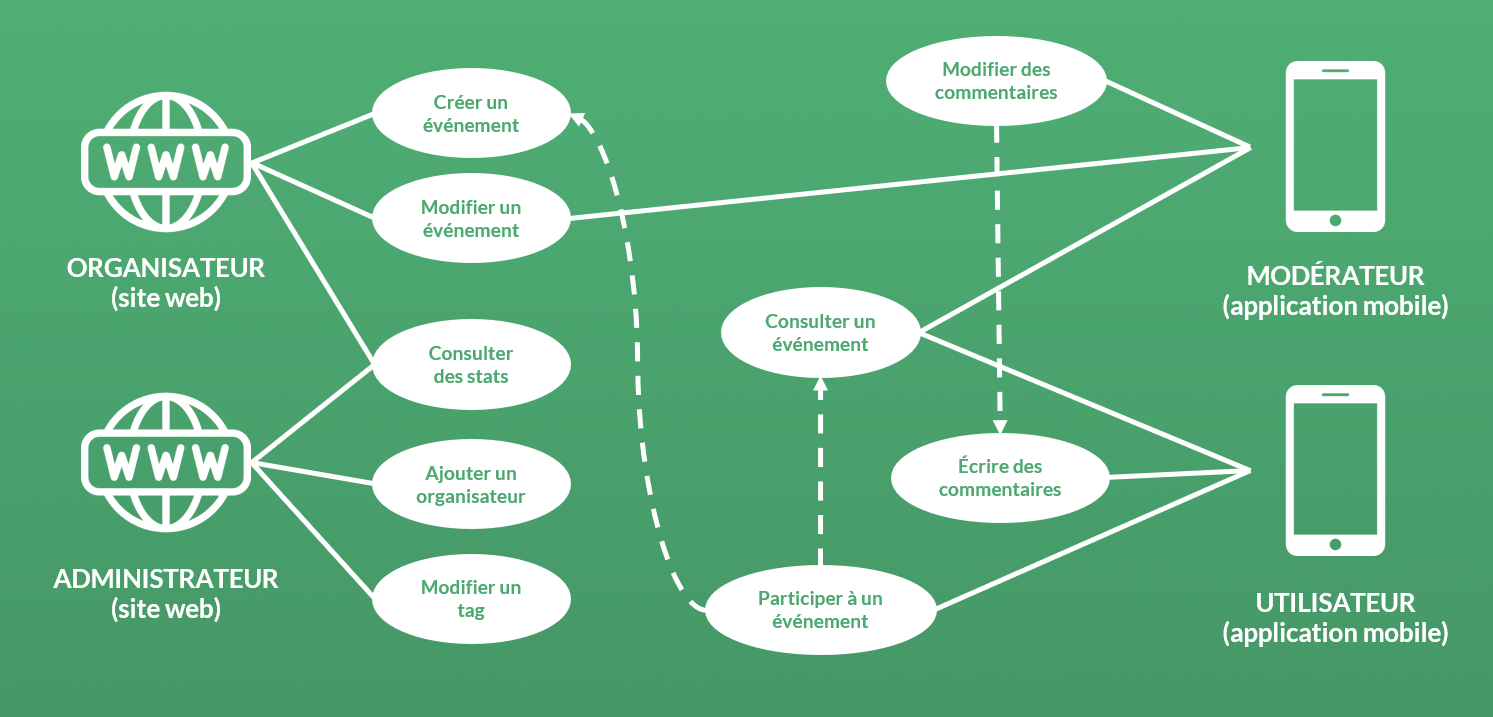 WWW
ORGANISATEUR
(site web)
Créer un
événement
Modifier un
événement
Consulter
des stats
WWW
ADMINISTRATEUR
(site web)
Ajouter un
organisateur
Modifier un
tag
Modifier des
commentaires
Consulter un
événement
Écrire des
commentaires
Participer à un
événement
MODÉRATEUR
(application mobile)
UTILISATEUR
(application mobile)